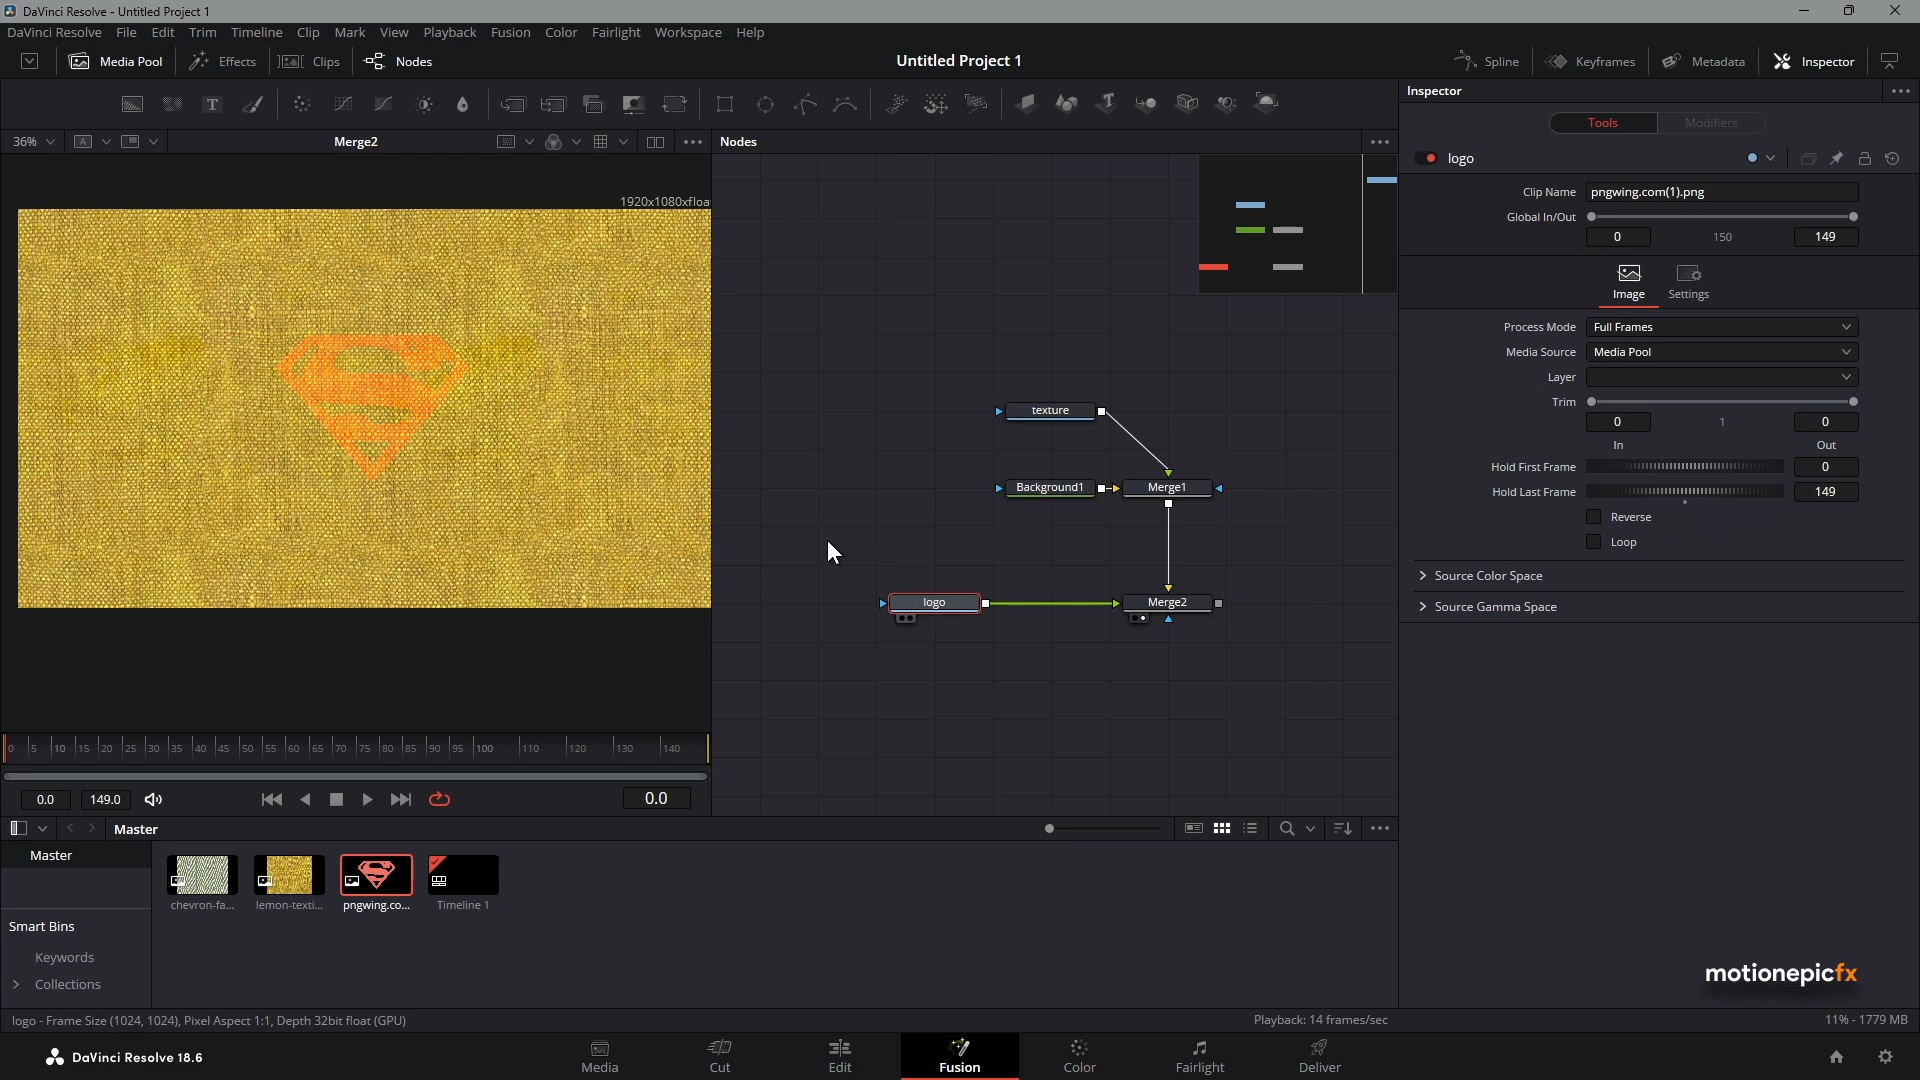 DaVinci Resolve - Untitled Project 1
DaVinci Resolve File Edit Trim Timeline Clip Mark View Playback Fusion Color Fairlight Workspace Help
Media Pool Effects Clips Nodes Untitled Project 1 Spline Keyframes Metadata Inspector
Inspector
Tools Modifiers
36% A Merge2 Nodes
logo
1920x1080xfloa
Clip Name pngwing.com(1).png
Global In/Out
0 150 149
Image Settings
Process Mode Full Frames
Media Source Media Pool
Layer
Trim
0 1 0
In Out
Hold First Frame 0
Hold Last Frame 149
Reverse
Loop
Source Color Space
Source Gamma Space
texture
Background1 Merge1
logo Merge2
0 5 10 15 20 25 30 35 40 45 50 55 60 65 70 75 80 85 90 95 100 110 120 130 140
0.0 149.0 0.0
Master
Master
chevron-fa... lemon-texti... pngwing.co... Timeline 1
Smart Bins
Keywords
Collections
motionepicfx
logo - Frame Size (1024, 1024), Pixel Aspect 1:1, Depth 32bit float (GPU) Playback: 14 frames/sec 11% - 1779 MB
DaVinci Resolve 18.6 Media Cut Edit Fusion Color Fairlight Deliver